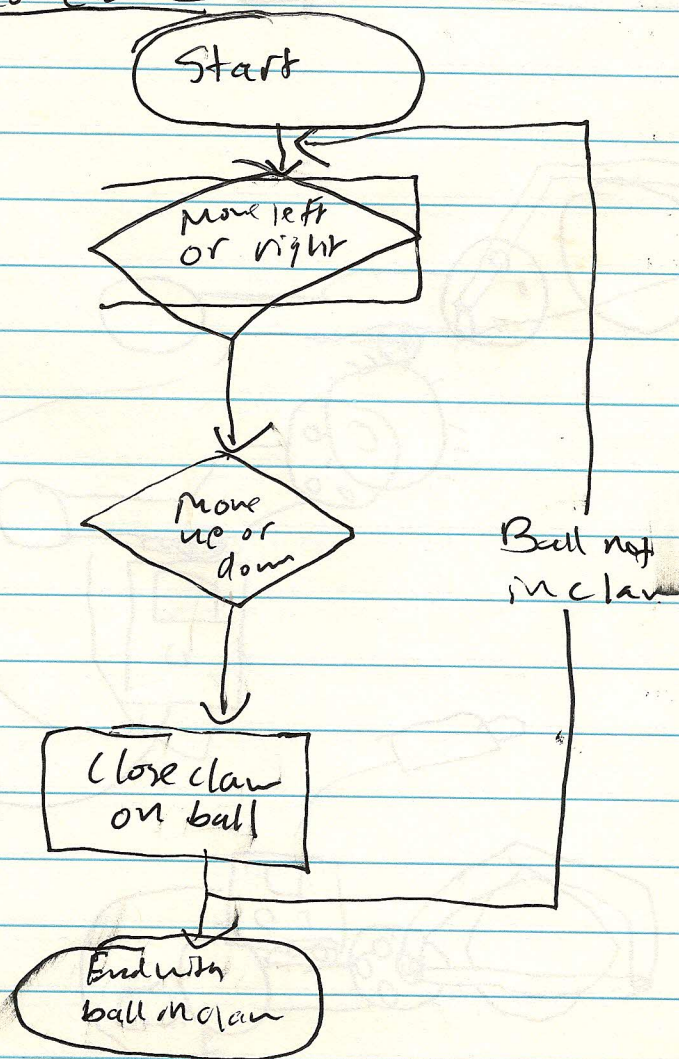 Start
Move left
or right
Move
up or
down
Ball not
in claw
Close claw
on ball
End with
ball in claw